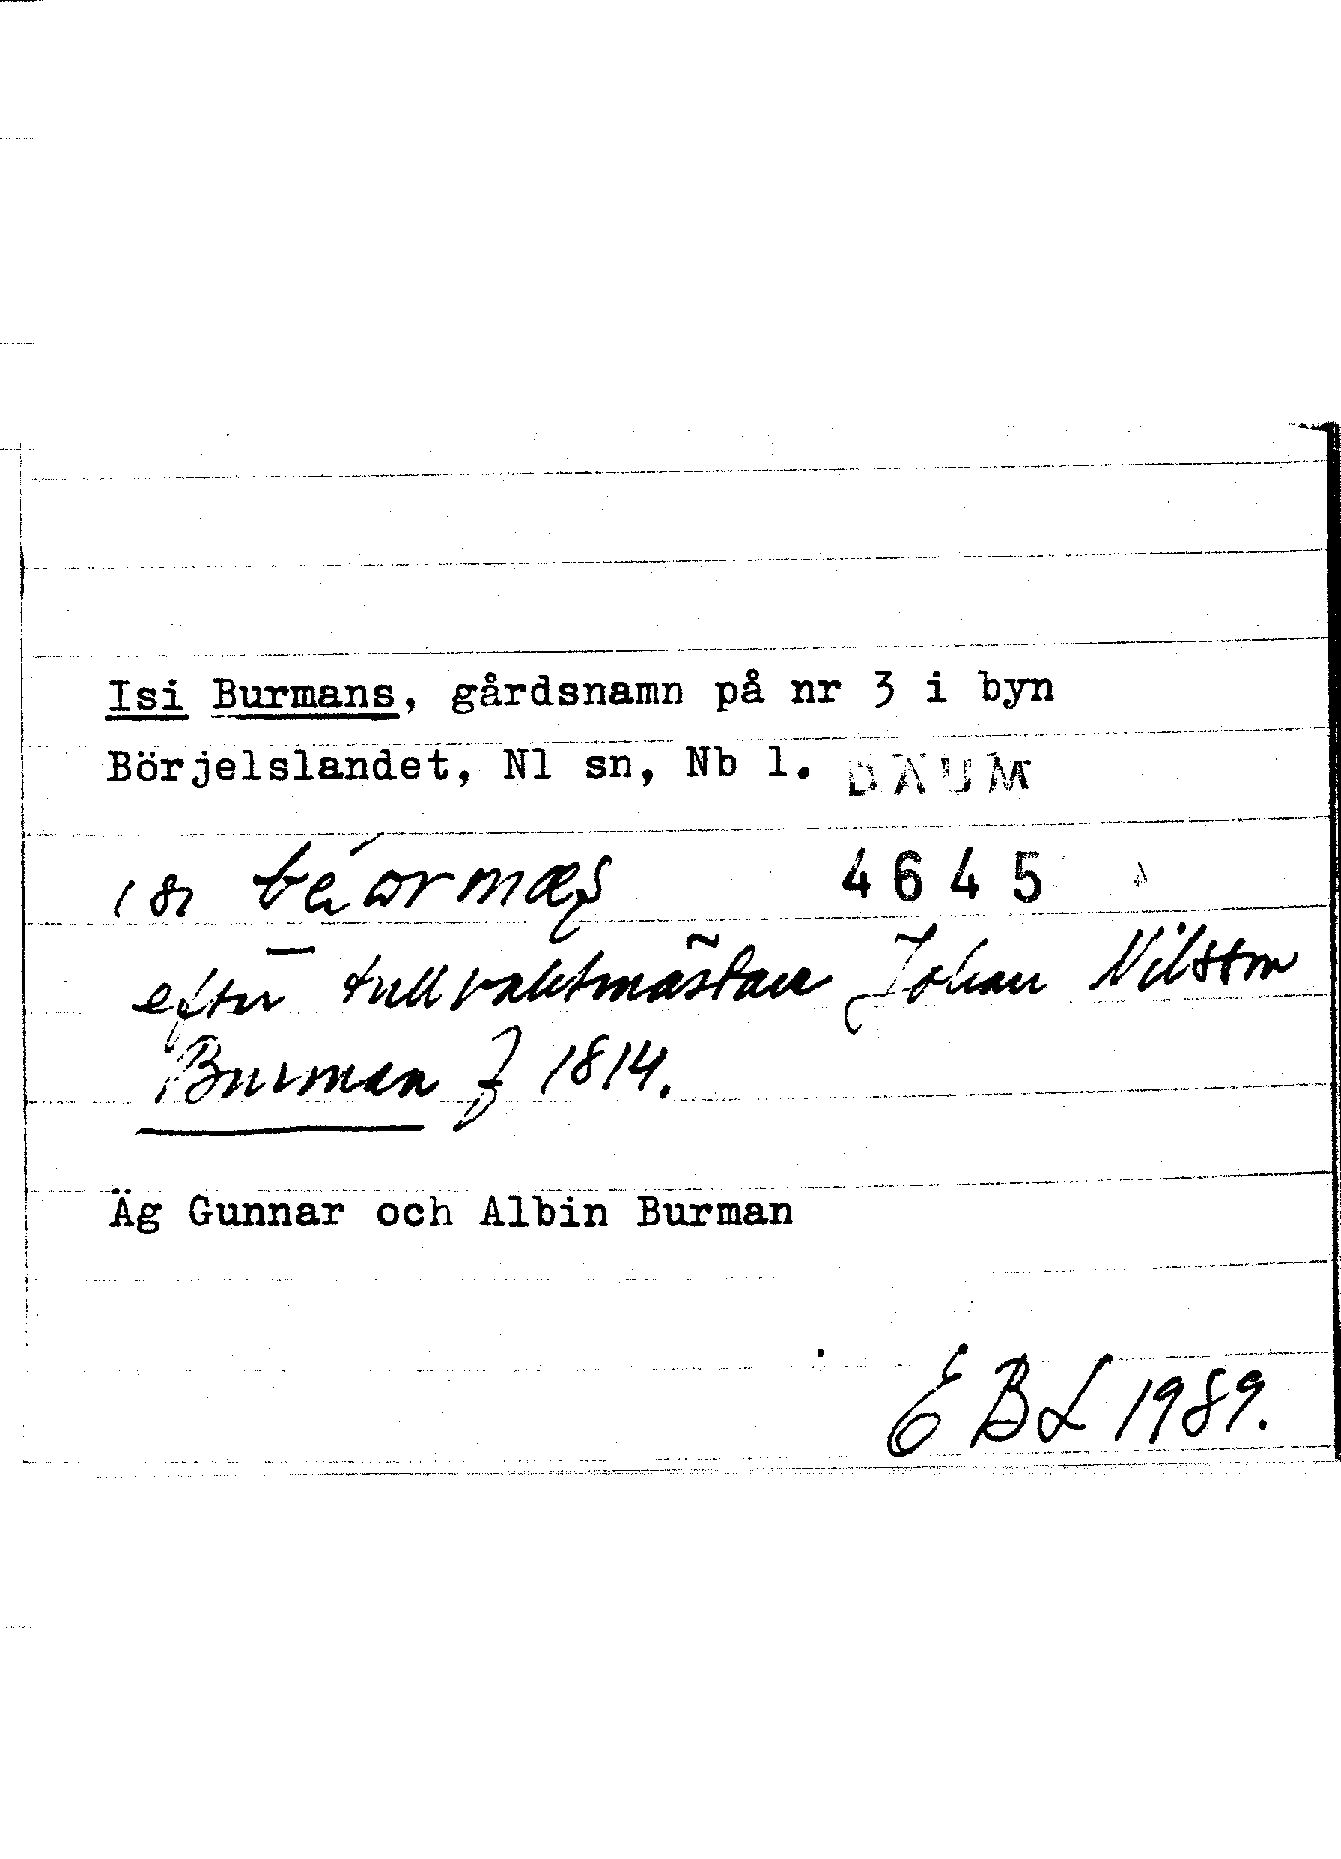 Isi Burmans, gårdsnamn på nr 3 i byn
Börjelslandet, Nl sn, Nb l. DAUM
4645
efter tullvaktmästare Johan Nilsson
Burman f 1814.
Äg Gunnar och Albin Burman
EBL 1989.